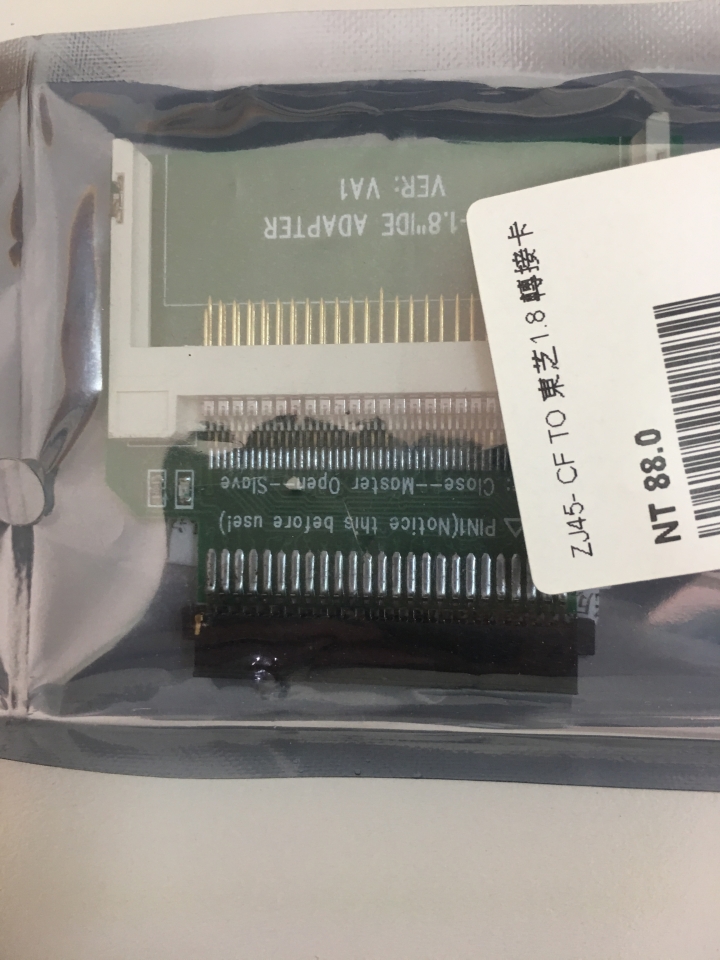 ZJ45- CF TO 東芝1.8 轉接卡
NT 88.0
△ PIN1(Notice this before use!)
: Close--Master Open--Slave
-1.8"IDE ADAPTER
VER: VA1